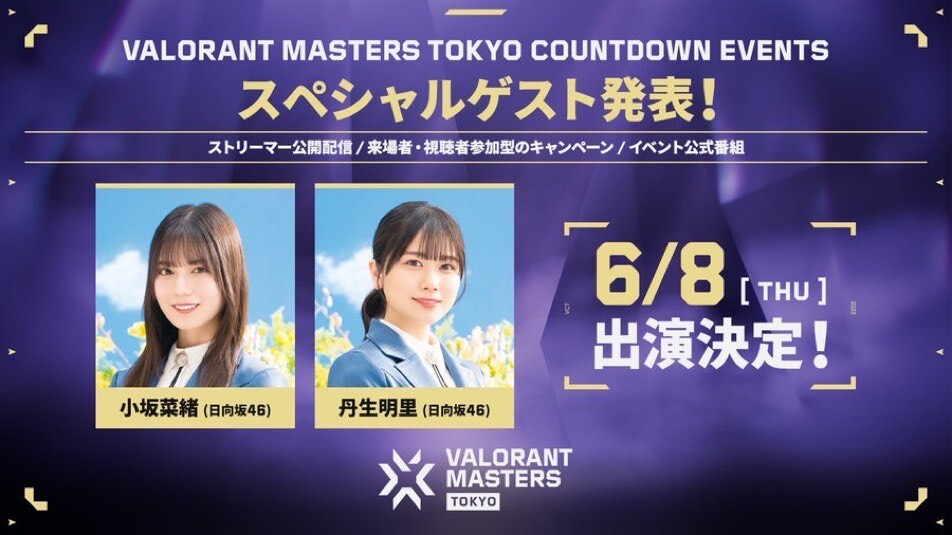 VALORANT MASTERS TOKYO COUNTDOWN EVENTS
スペシャルゲスト発表！
ストリーマー公開配信 / 来場者・視聴者参加型のキャンペーン / イベント公式番組
小坂菜緒 (日向坂46)
丹生明里 (日向坂46)
6/8 [ THU ]
出演決定！
VCT
2023
VALORANT
MASTERS
TOKYO